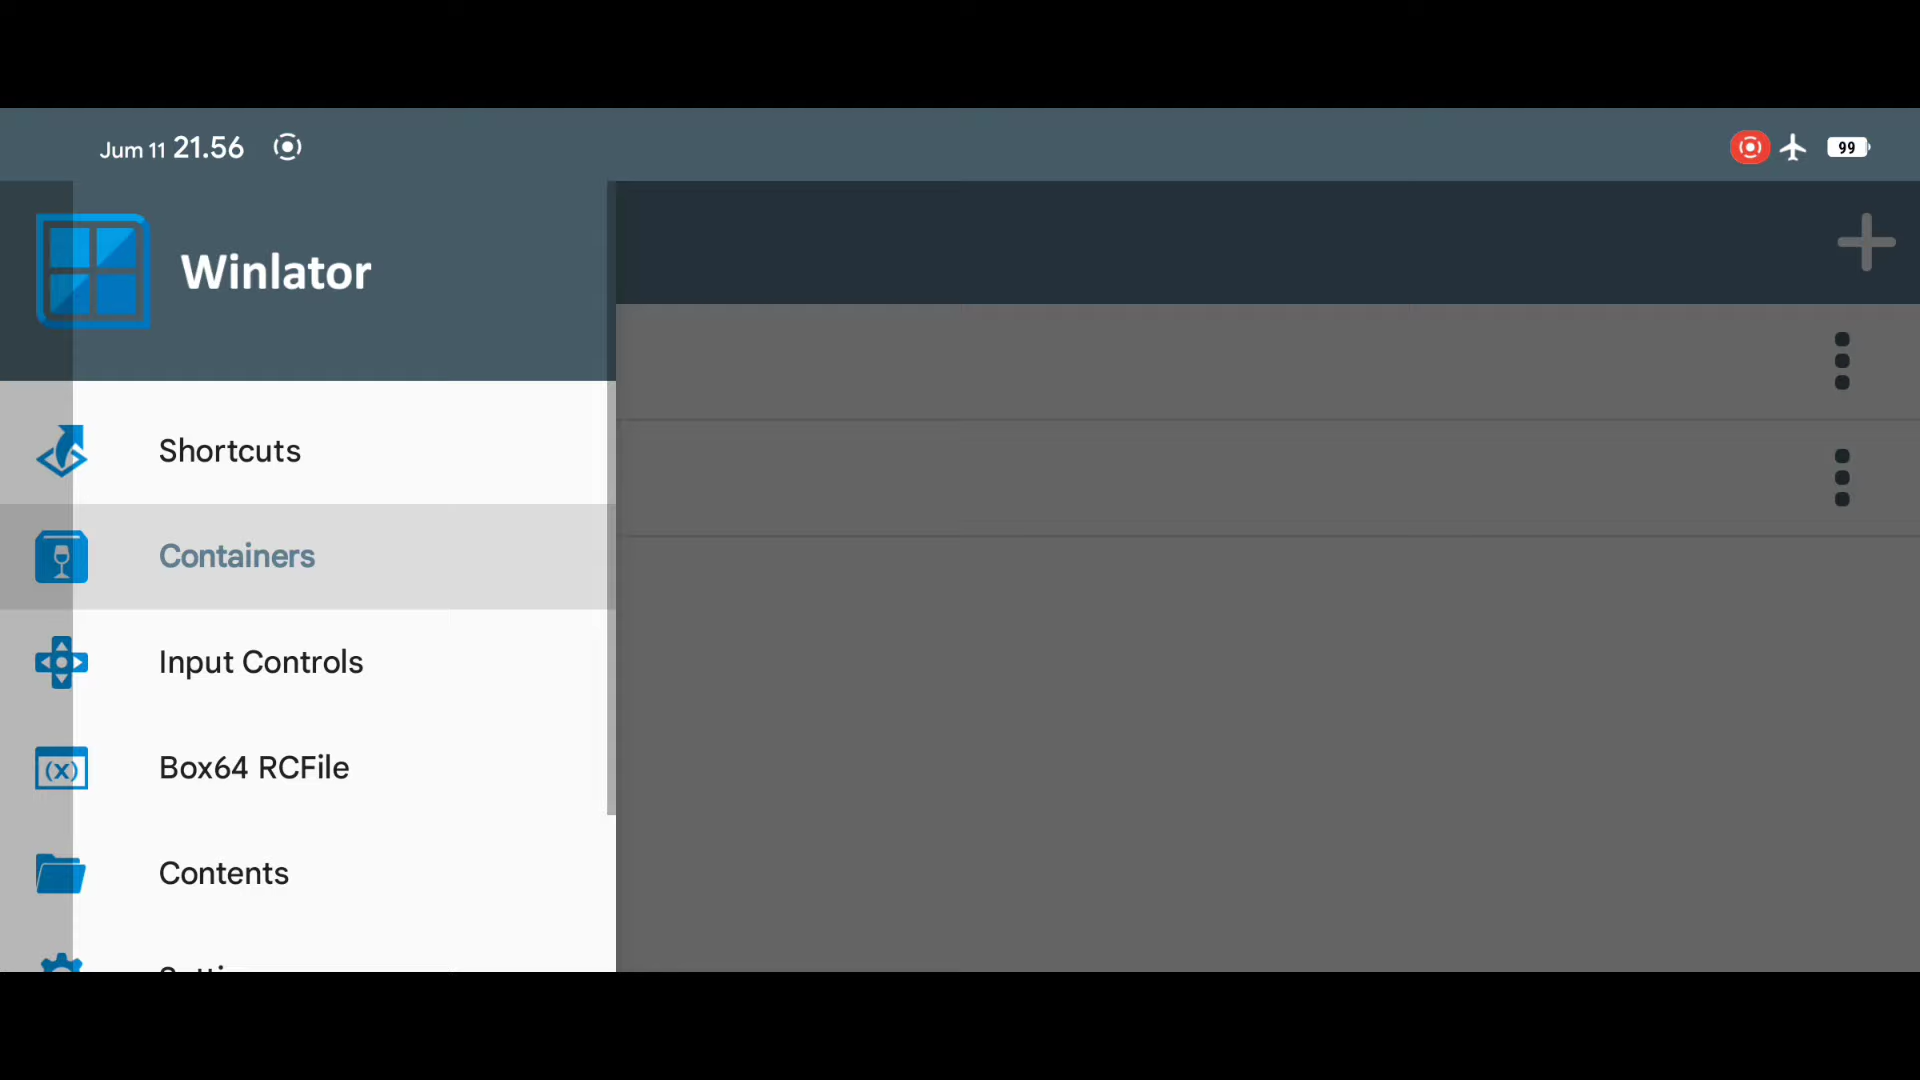 Jum 11 21.56
99
Winlator
Shortcuts
Containers
Input Controls
(x)
Box64 RCFile
Contents